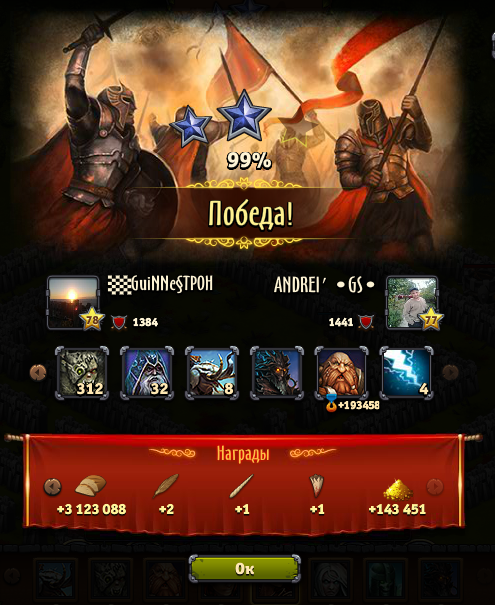 99%
Победа!
GuiNNe§TPOH
ANDREI' •GS•
78
1384
1441
77
312
32
8
4
+193458
Награды
+3 123 088
+2
+1
+1
+143 451
Ок